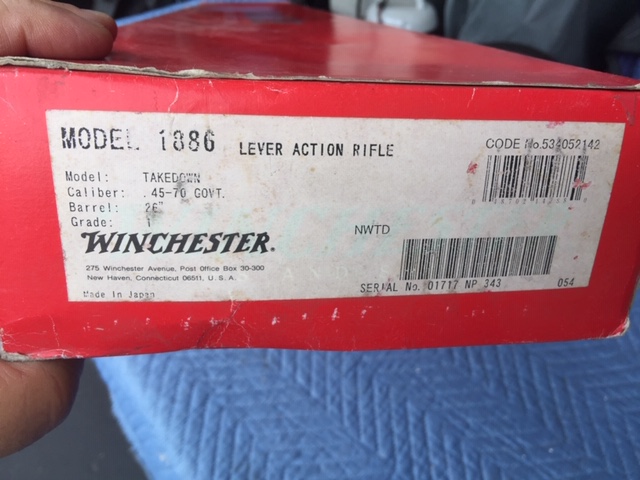 MODEL 1886 LEVER ACTION RIFLE
CODE No.534052142
Model: TAKEDOWN
Caliber: .45-70 GOVT.
Barrel: 26"
Grade: 1
NWTD
WINCHESTER®
275 Winchester Avenue, Post Office Box 30-300
New Haven, Connecticut 06511, U. S. A.
SERIAL No. 01717 NP 343 054
Made in Japan